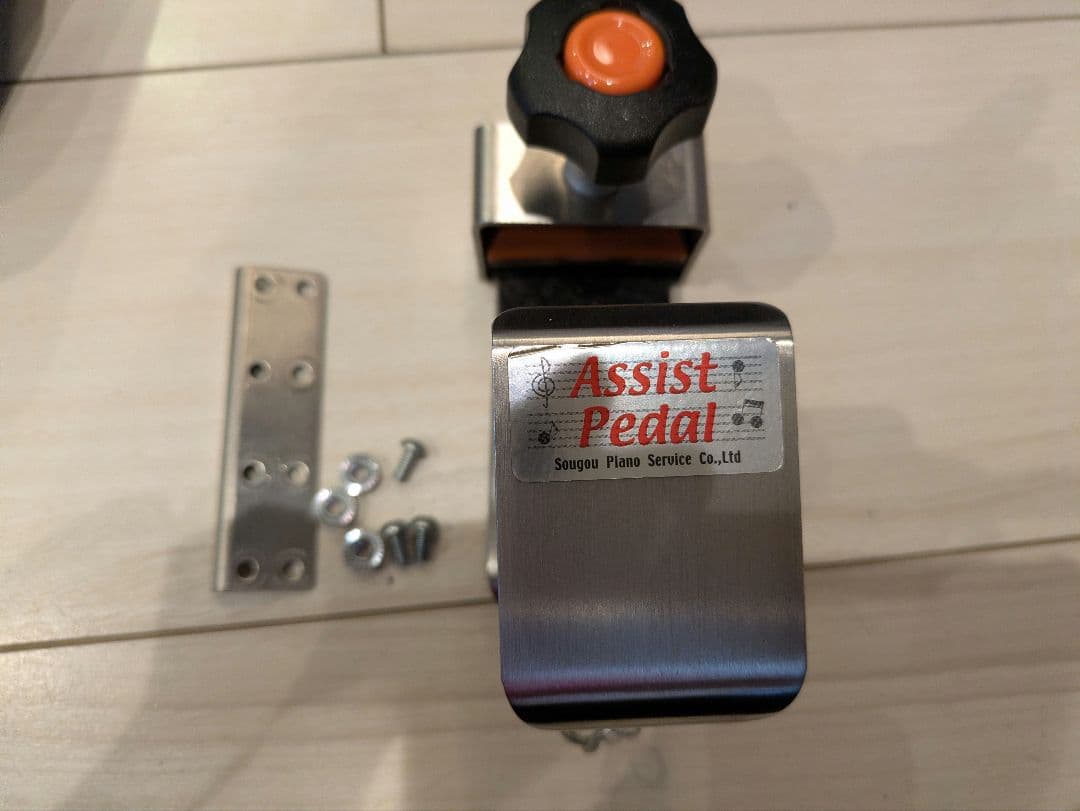 Assist
Pedal
Sougou Piano Service Co.,Ltd